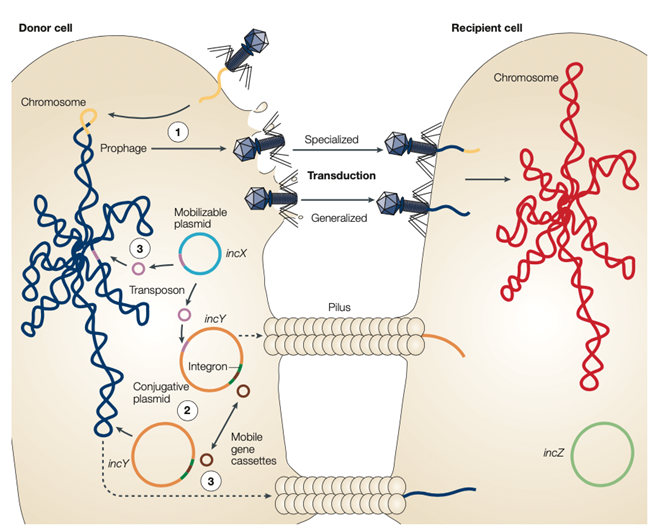 Donor cell
Recipient cell
Chromosome
Chromosome
1
Prophage
Specialized
Transduction
Generalized
Mobilizable
plasmid
3
incX
Transposon
incY
Pilus
Integron
Conjugative
plasmid
2
Mobile
gene
cassettes
incY
3
incZ